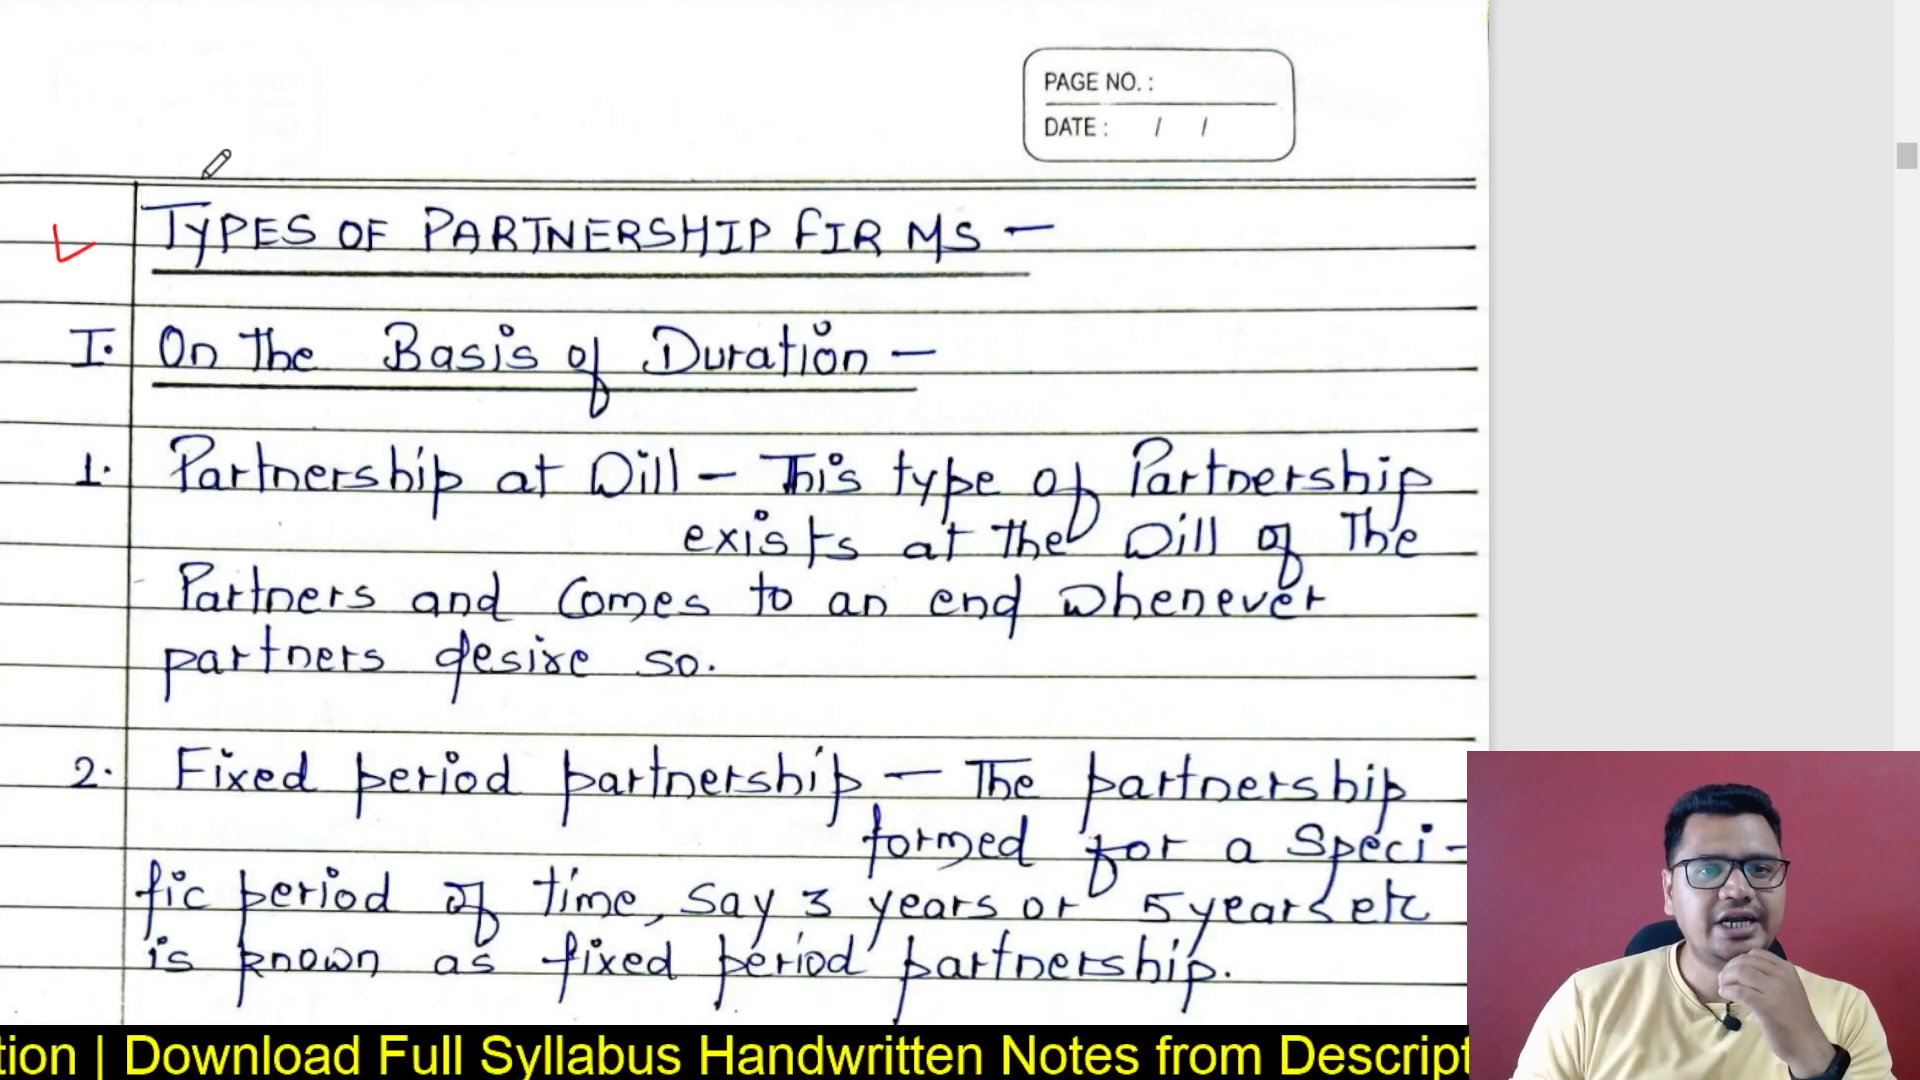 PAGE NO. :
DATE : / /
TYPES OF PARTNERSHIP FIRMS -
I. On the Basis of Duration -
1. Partnership at Will - This type of Partnership
exists at the Will of The
Partners and Comes to an end whenever
partners desire so.
2. Fixed period partnership - The partnership
formed for a speci-
fic period of time, say 3 years or 5 years etc
is known as fixed period partnership.
tion | Download Full Syllabus Handwritten Notes from Descript